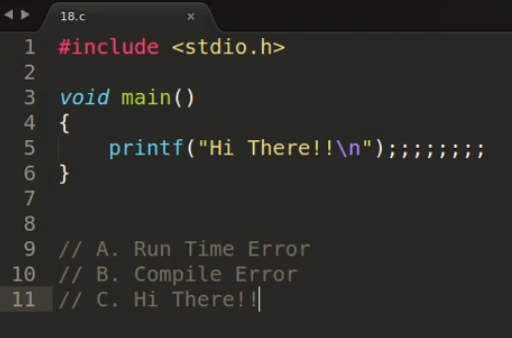 18.c ×
1 #include <stdio.h>
2
3 void main()
4 {
5     printf("Hi There!!\n");;;;;;;;
6 }
7
8
9 // A. Run Time Error
10 // B. Compile Error
11 // C. Hi There!!